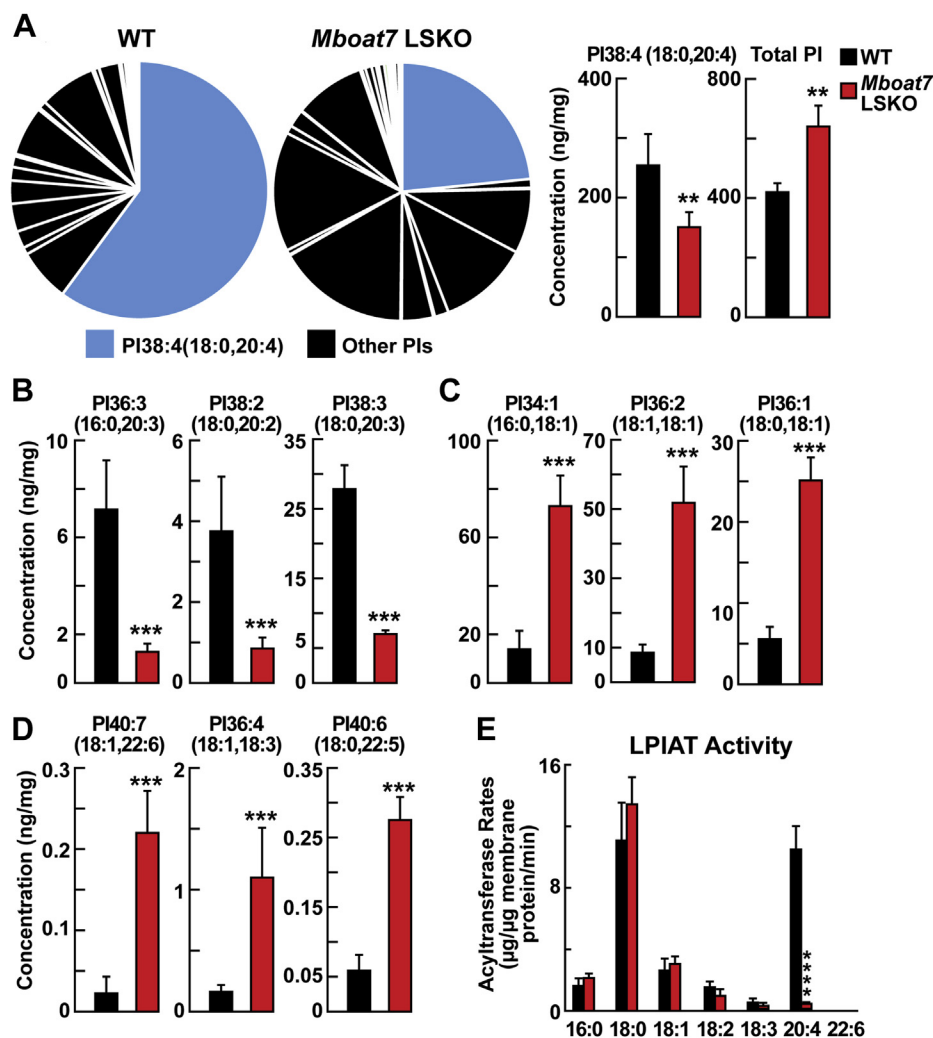 A
WT
Mboat7 LSKO
PI38:4(18:0,20:4)
Other PIs
PI38:4 (18:0,20:4)
Total PI
WT
Mboat7
LSKO
Concentration (ng/mg)
400
200
0
**
800
400
0
**
B
PI36:3
(16:0,20:3)
PI38:2
(18:0,20:2)
PI38:3
(18:0,20:3)
Concentration (ng/mg)
10
6
2
0
***
6
4
2
0
***
35
25
15
5
0
***
C
PI34:1
(16:0,18:1)
PI36:2
(18:1,18:1)
PI36:1
(18:0,18:1)
100
60
20
0
***
70
50
30
10
0
***
30
20
10
0
***
D
PI40:7
(18:1,22:6)
PI36:4
(18:1,18:3)
PI40:6
(18:0,22:5)
Concentration (ng/mg)
0.3
0.2
0.1
0
***
2
1
0
***
0.35
0.25
0.15
0.05
0
***
E
LPIAT Activity
Acyltransferase Rates
(µg/µg membrane
protein/min)
16
8
0
****
16:0 18:0 18:1 18:2 18:3 20:4 22:6